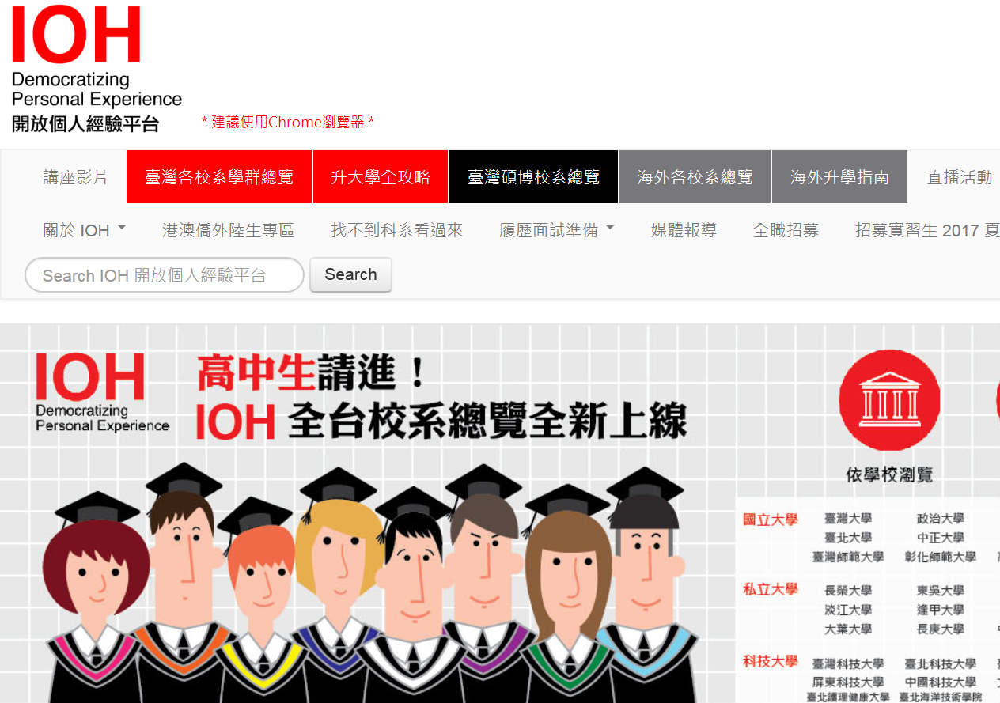 IOH
Democratizing
Personal Experience
開放個人經驗平台
* 建議使用Chrome瀏覽器 *
講座影片 臺灣各校系學群總覽 升大學全攻略 臺灣碩博校系總覽 海外各校系總覽 海外升學指南 直播活動
關於 IOH 港澳僑外陸生專區 找不到科系看過來 履歷面試準備 媒體報導 全職招募 招募實習生 2017 夏
Search IOH 開放個人經驗平台 Search
IOH
Democratizing
Personal Experience
高中生請進！
IOH 全台校系總覽全新上線
依學校瀏覽
國立大學 臺灣大學 政治大學
臺北大學 中正大學
臺灣師範大學 彰化師範大學
私立大學 長榮大學 東吳大學
淡江大學 逢甲大學
大葉大學 長庚大學
科技大學 臺灣科技大學 臺北科技大學
屏東科技大學 中國科技大學
臺北護理健康大學 臺北海洋技術學院